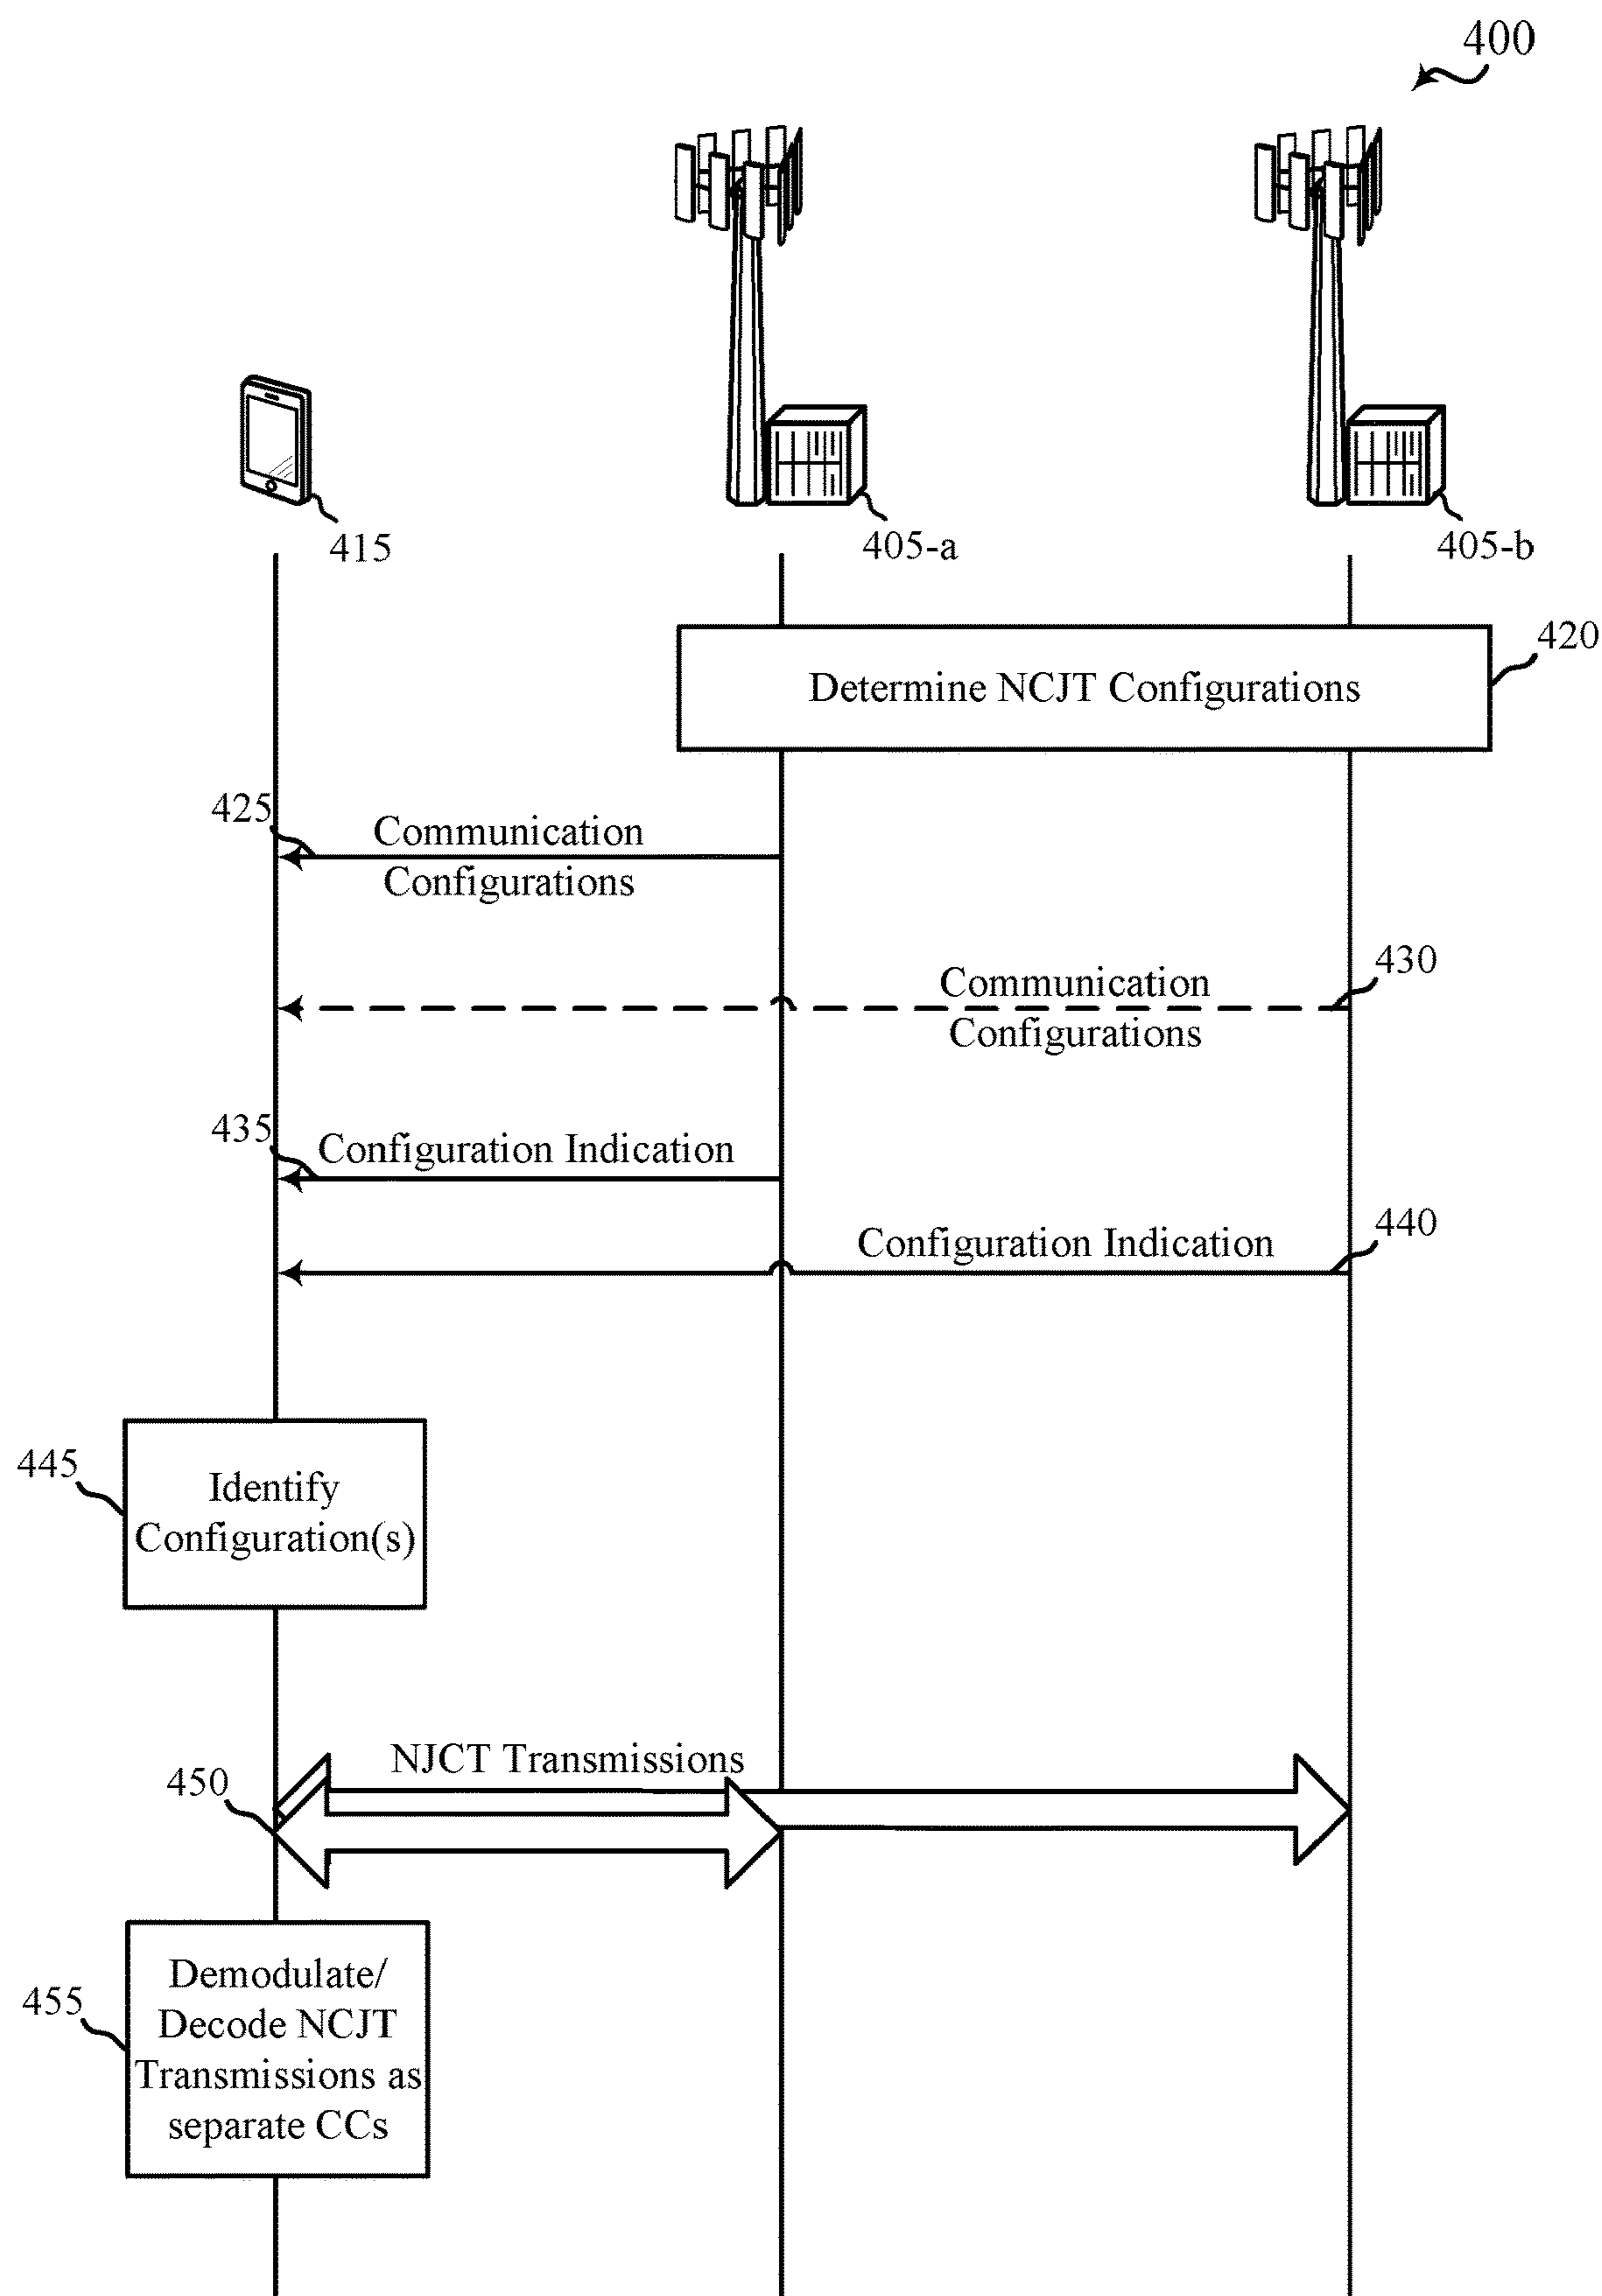 400
415
405-a
405-b
420
Determine NCJT Configurations
425
Communication
Configurations
430
Communication
Configurations
435
Configuration Indication
440
Configuration Indication
445
Identify
Configuration(s)
NJCT Transmissions
450
455
Demodulate/
Decode NCJT
Transmissions as
separate CCs